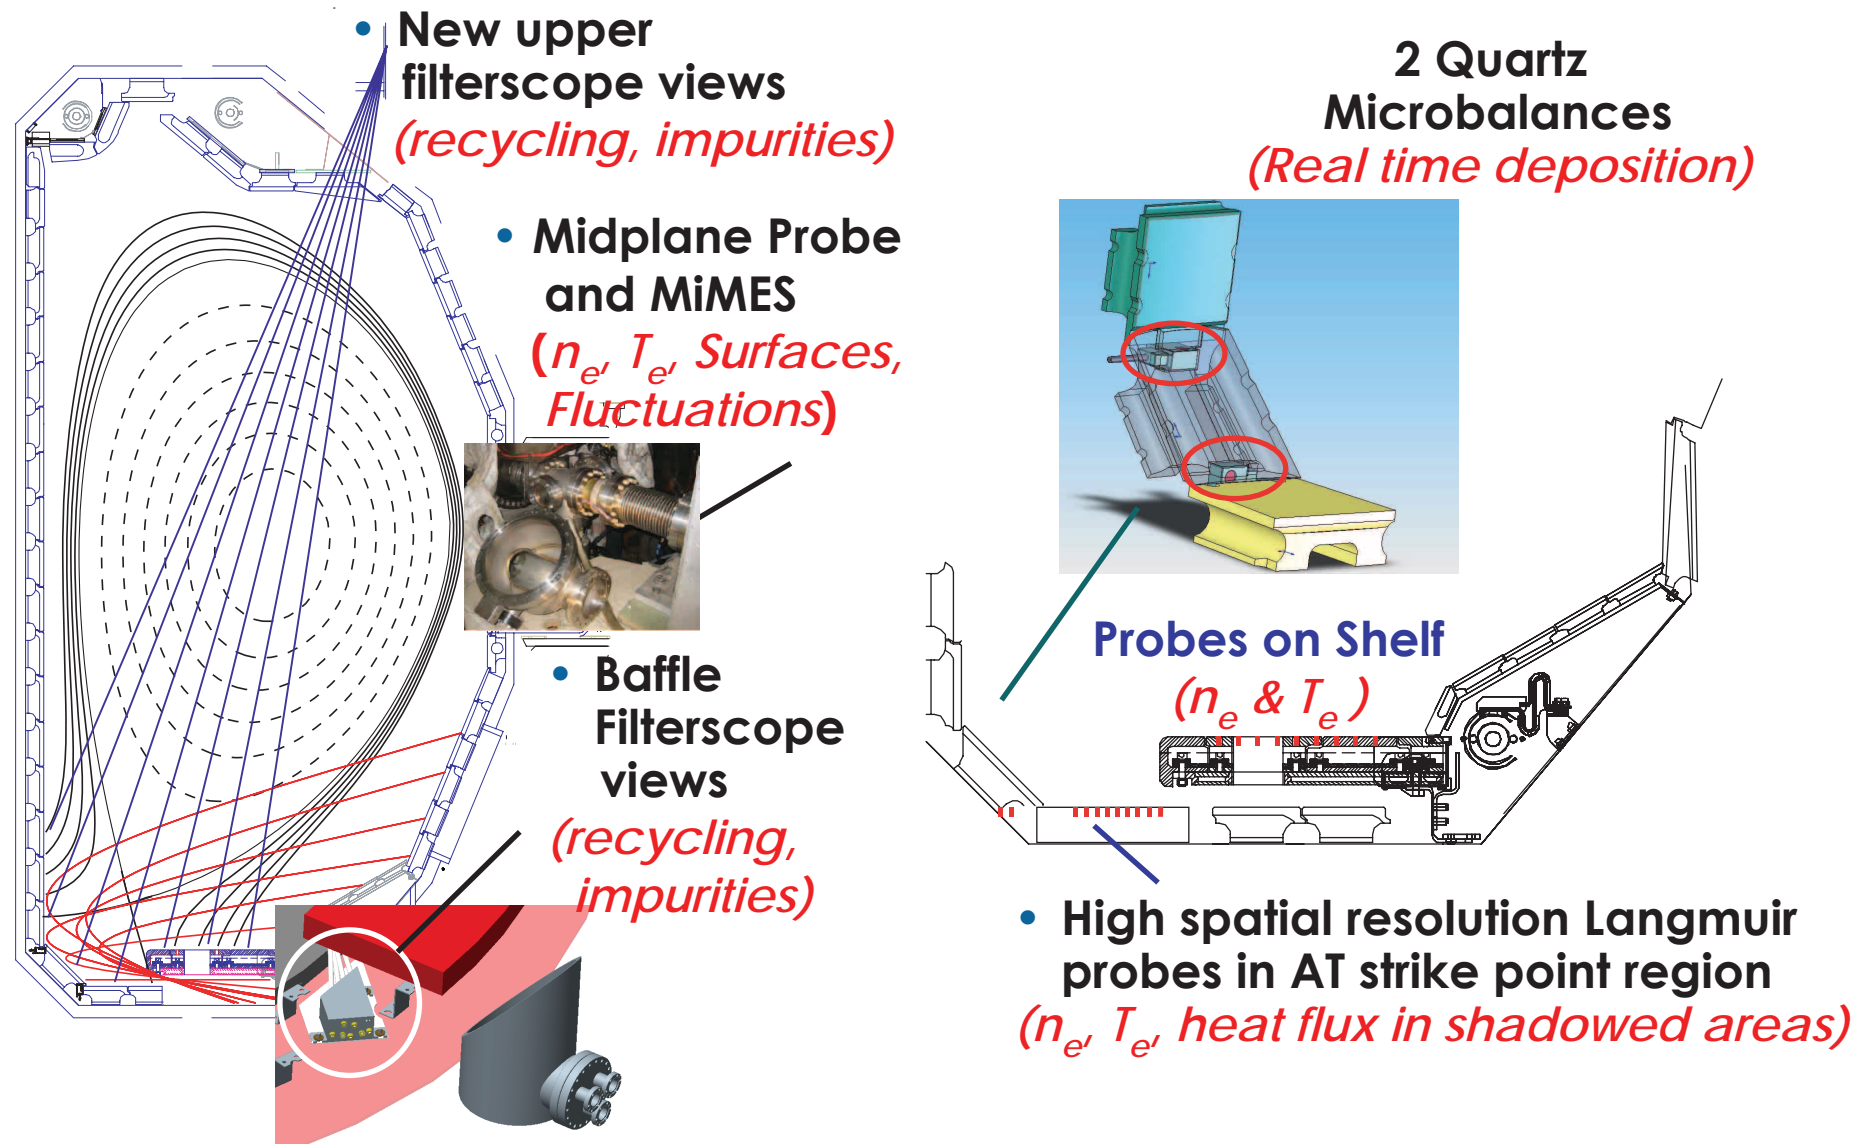 • New upper
filterscope views
(recycling, impurities)
• Midplane Probe
and MiMES
(nₑ, Tₑ, Surfaces,
Fluctuations)
• Baffle
Filterscope
views
(recycling,
impurities)
2 Quartz
Microbalances
(Real time deposition)
Probes on Shelf
(nₑ & Tₑ )
• High spatial resolution Langmuir
probes in AT strike point region
(nₑ, Tₑ, heat flux in shadowed areas)